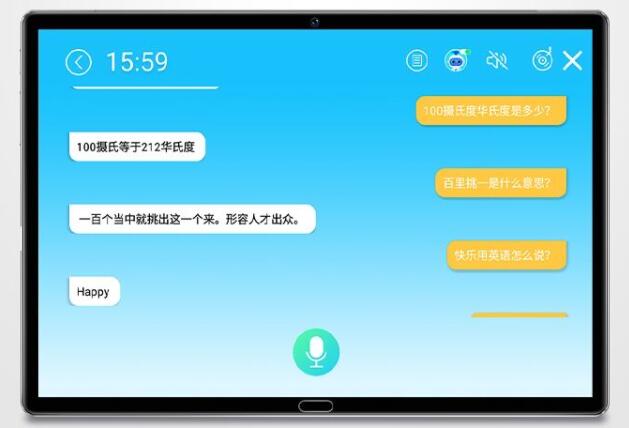 15:59
100摄氏度华氏度是多少?
100摄氏等于212华氏度
百里挑一是什么意思?
一百个当中就挑出这一个来。形容人才出众。
快乐用英语怎么说?
Happy